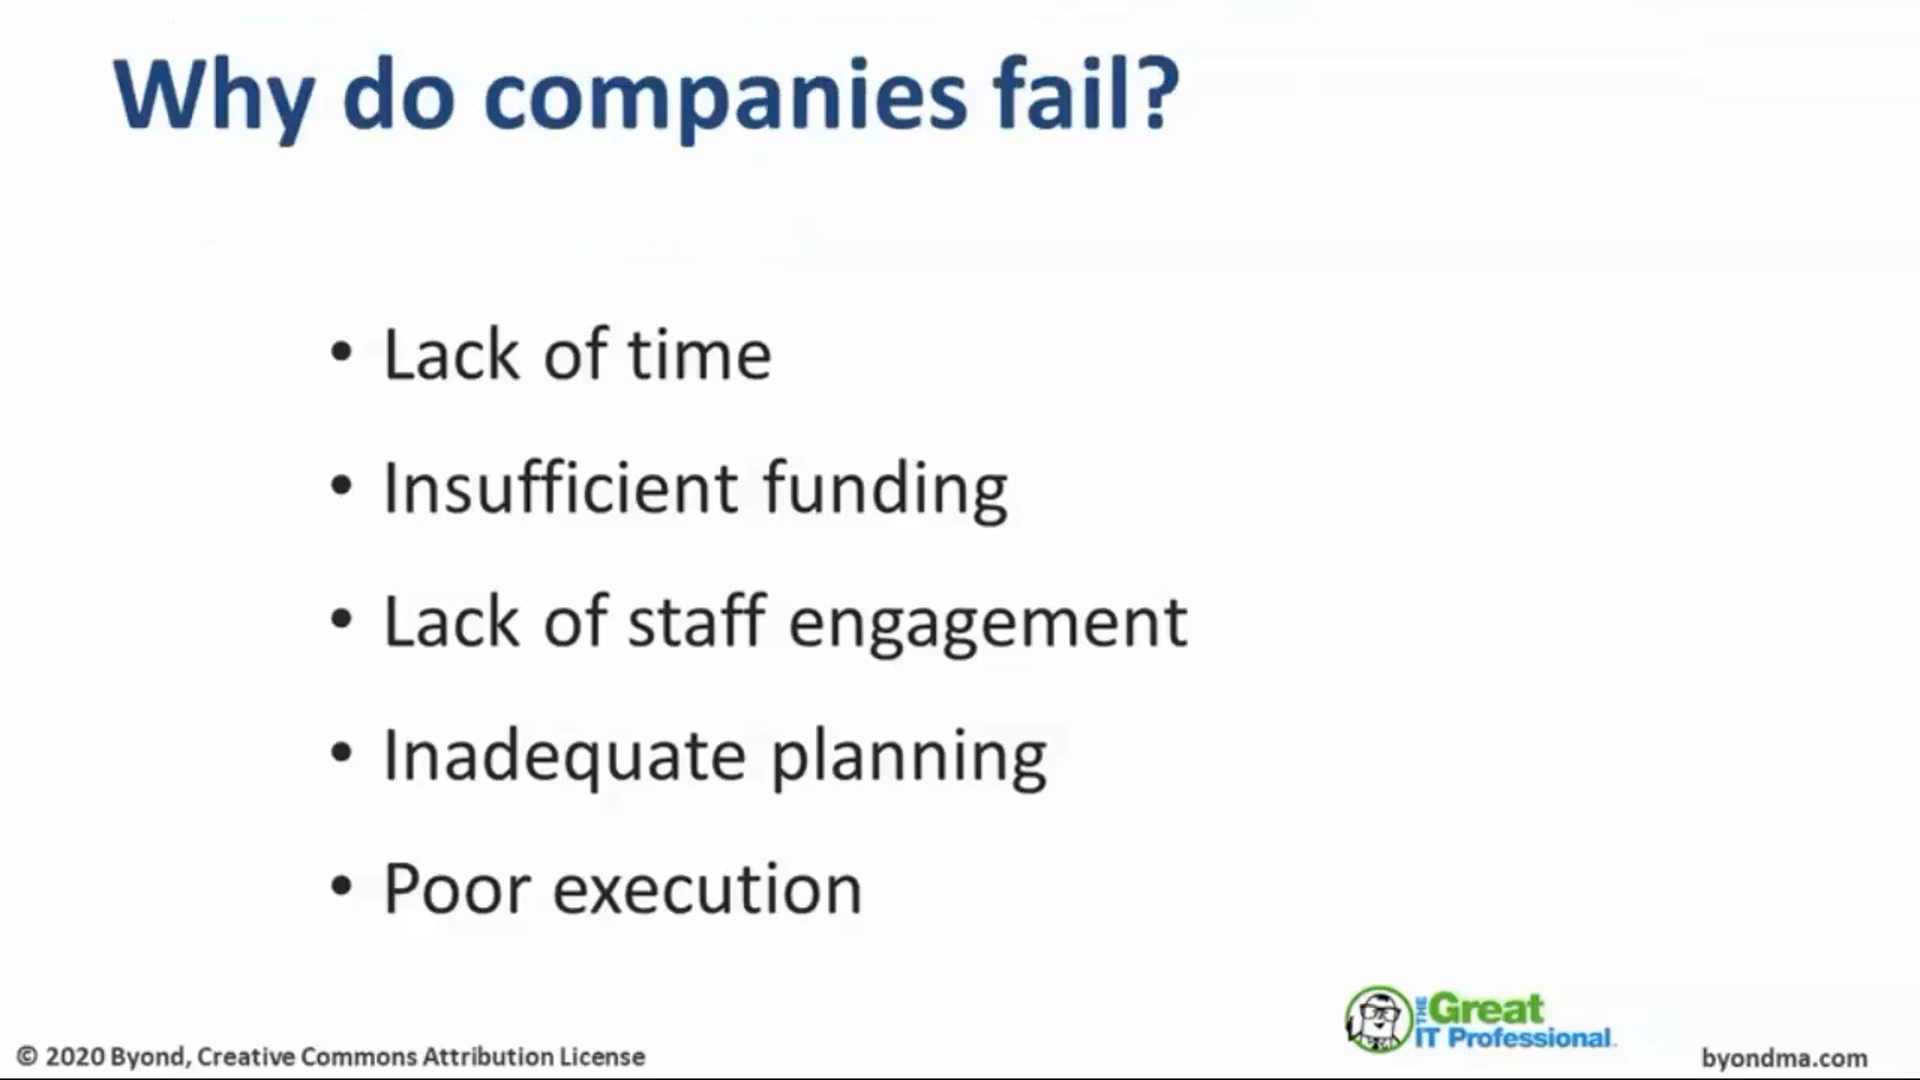 Why do companies fail?
• Lack of time
• Insufficient funding
• Lack of staff engagement
• Inadequate planning
• Poor execution
THE Great
IT Professional
© 2020 Byond, Creative Commons Attribution License
byondma.com